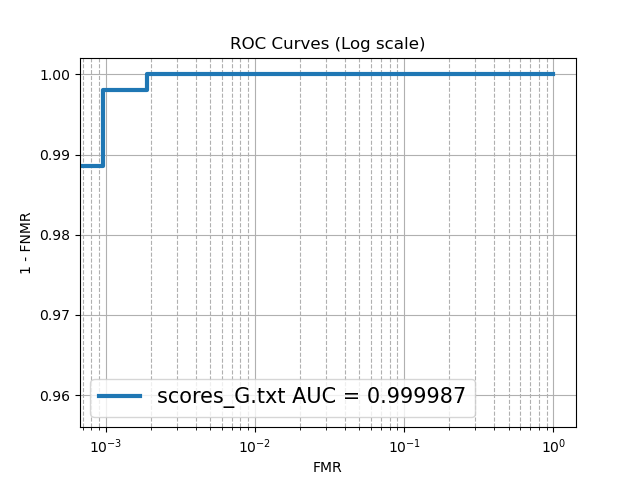 ROC Curves (Log scale)
1.00
0.99
0.98
0.97
0.96
1 - FNMR
scores_G.txt AUC = 0.999987
10⁻³
10⁻²
10⁻¹
10⁰
FMR